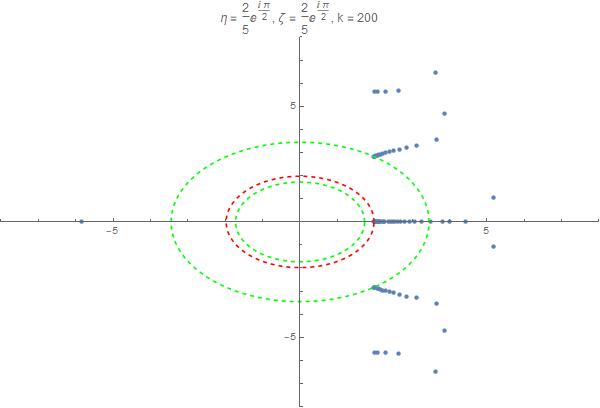 η = 2/5 e^(iπ/2), ζ = 2/5 e^(iπ/2), k = 200
5
−5
5
−5